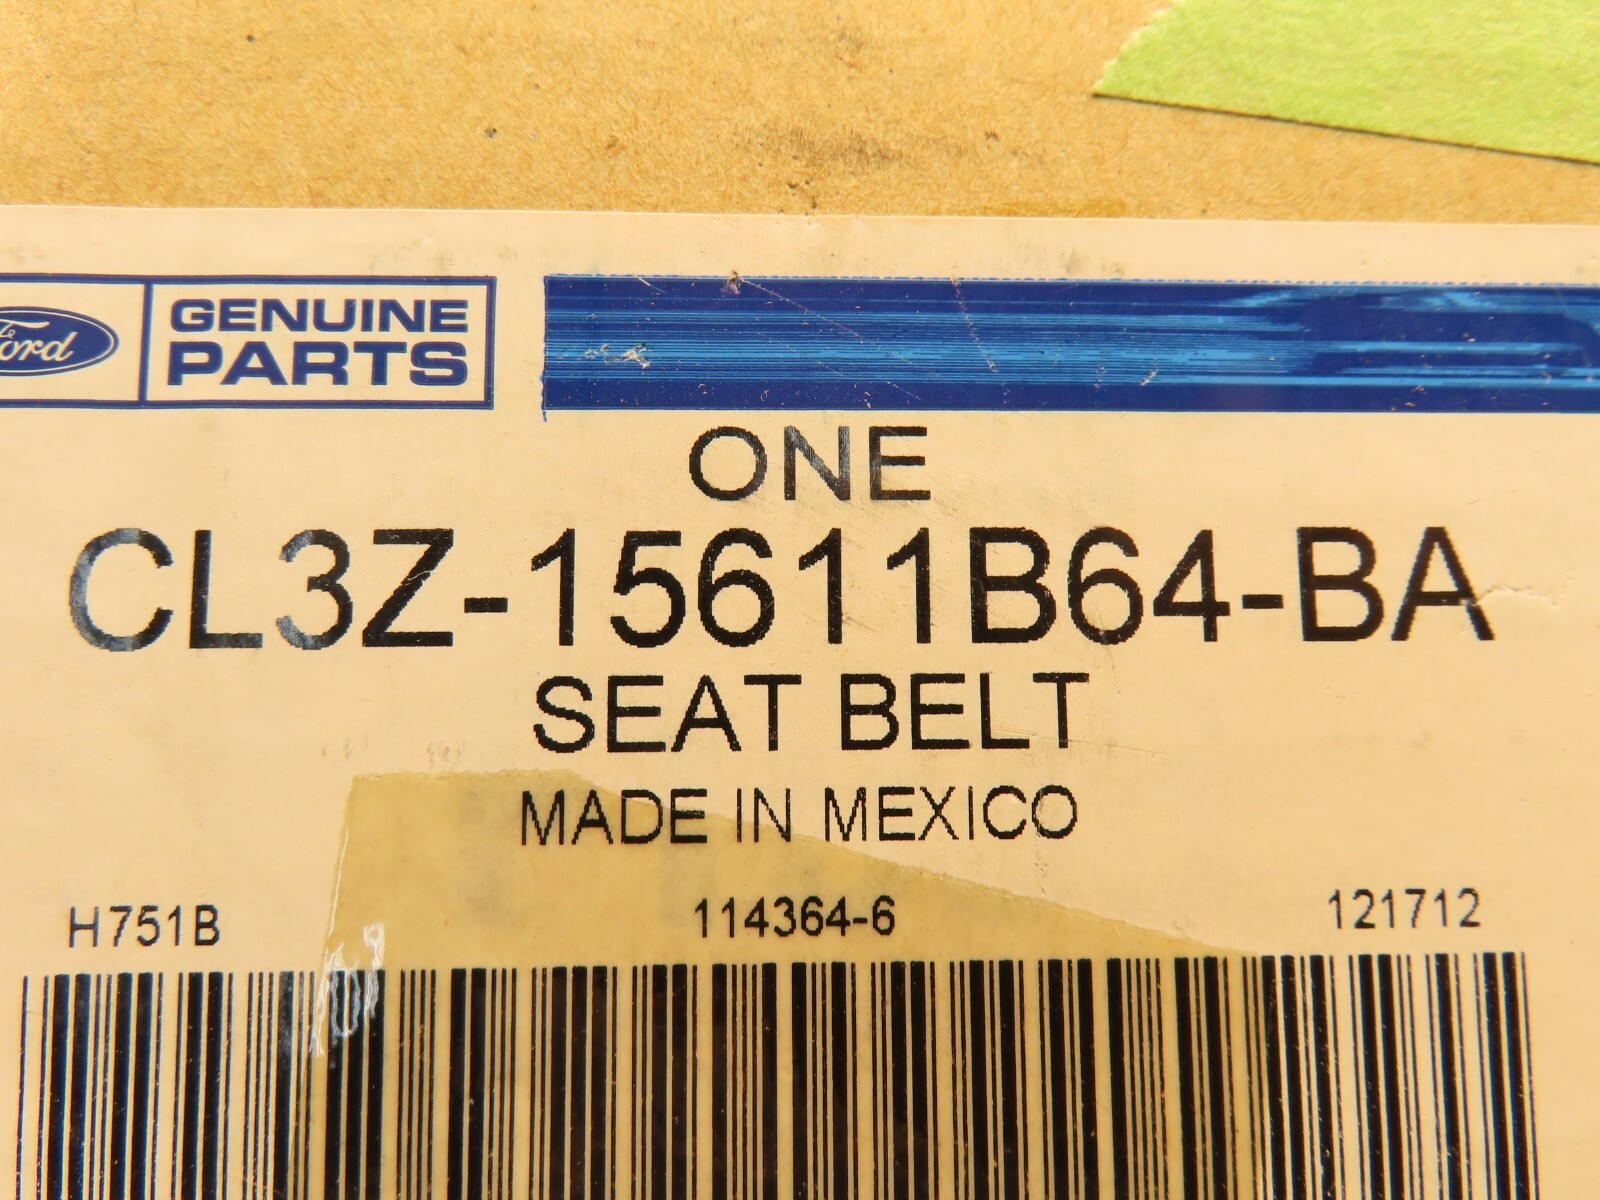 Ford
GENUINE
PARTS
ONE
CL3Z-15611B64-BA
SEAT BELT
MADE IN MEXICO
H751B 114364-6 121712